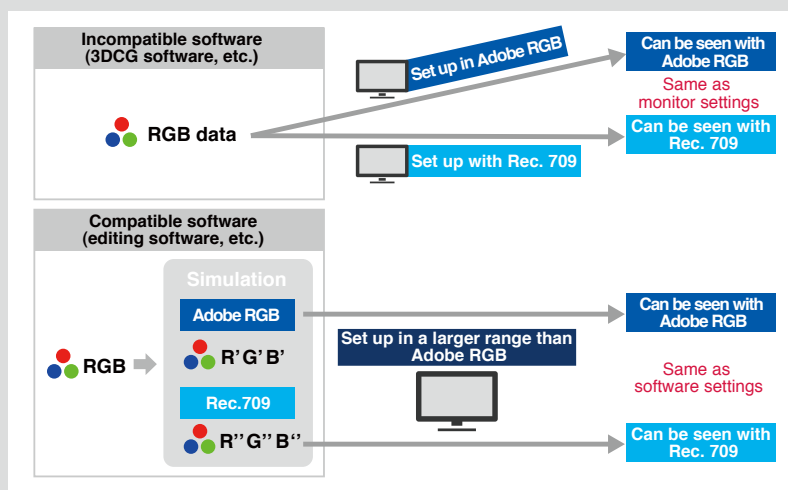 Incompatible software
(3DCG software, etc.)
RGB data
Set up in Adobe RGB
Set up with Rec. 709
Can be seen with
Adobe RGB
Same as
monitor settings
Can be seen with
Rec. 709
Compatible software
(editing software, etc.)
RGB
Simulation
Adobe RGB
R' G' B'
Rec.709
R’’ G’’ B‘’
Set up in a larger range than
Adobe RGB
Can be seen with
Adobe RGB
Same as
software settings
Can be seen with
Rec. 709